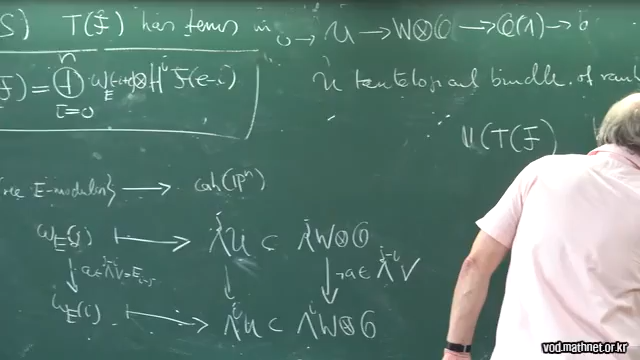 S) T(F) has terms in
0 → U → W⊗O → O(1) → 0
F) = ⊕ ω_E ⊗ H^i F(e-i)
n
i=0
U tautological bundle of rank
U(T(F)
free E-modules} → coh(P^n)
ω_E(j) ↦ Λ^j U ⊂ Λ^j W⊗O
↓ a ∈ Λ^{j-i} V = E_{i-j} ↓ ↓ ¬a ∈ Λ^{j-i} V
ω_E(i) ↦ Λ^i U ⊂ Λ^i W⊗O
vod.mathnet.or.kr